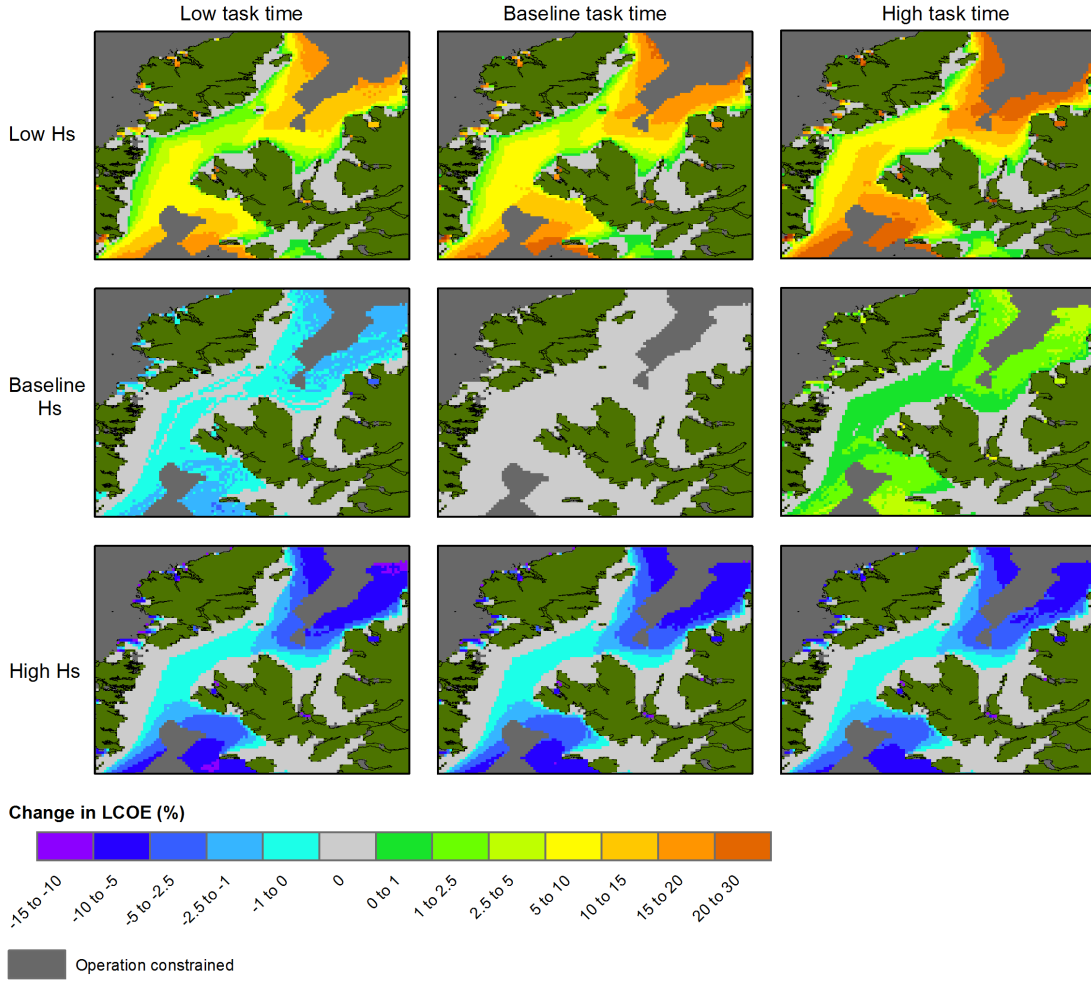 Low task time
Baseline task time
High task time
Low Hs
Baseline
Hs
High Hs
Change in LCOE (%)
-15 to -10
-10 to -5
-5 to -2.5
-2.5 to -1
-1 to 0
0
0 to 1
1 to 2.5
2.5 to 5
5 to 10
10 to 15
15 to 20
20 to 30
Operation constrained